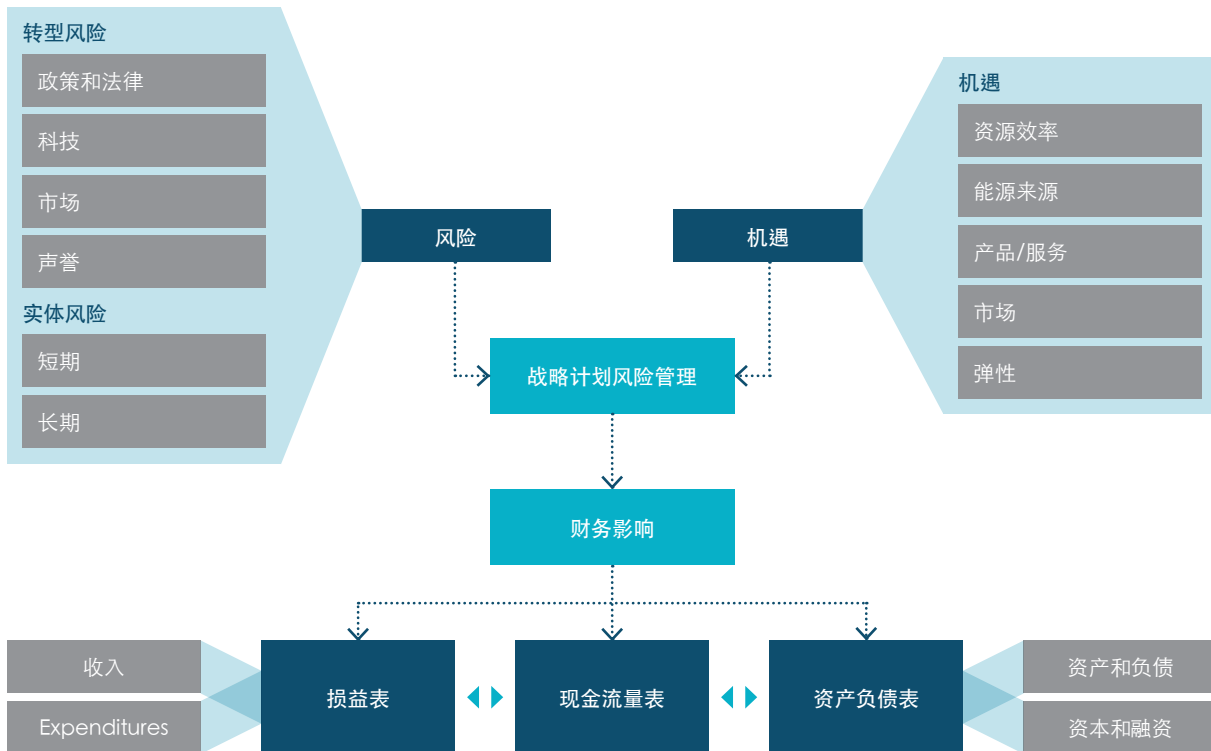 转型风险
政策和法律
科技
市场
声誉
实体风险
短期
长期
风险
机遇
机遇
资源效率
能源来源
产品/服务
市场
弹性
战略计划风险管理
财务影响
收入
Expenditures
损益表
现金流量表
资产负债表
资产和负债
资本和融资